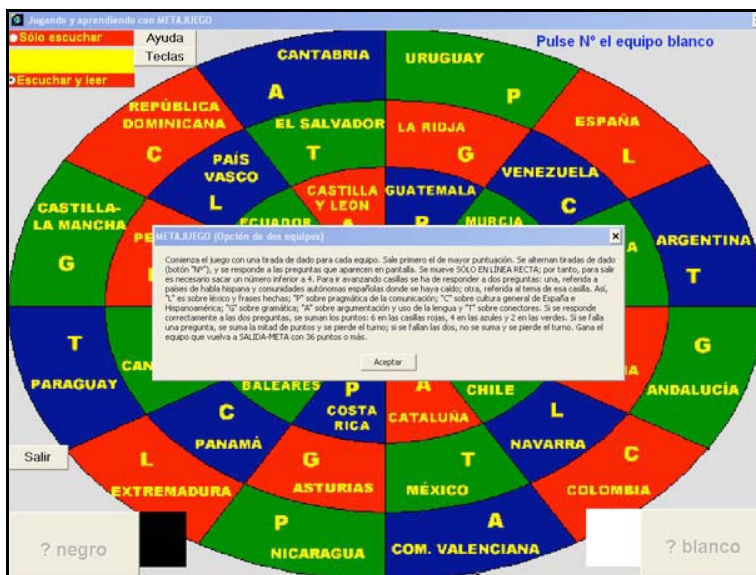 Jugando y aprendiendo con METAJUEGO
Sólo escuchar
Ayuda
Teclas
Escuchar y leer
Pulse Nº el equipo blanco
CANTABRIA
A
URUGUAY
P
REPÚBLICA
DOMINICANA
C
EL SALVADOR
T
LA RIOJA
G
ESPAÑA
L
PAÍS
VASCO
L
VENEZUELA
C
CASTILLA
Y LEÓN
GUATEMALA
CASTILLA-
LA MANCHA
G
ECUADOR
MURCIA
ARGENTINA
T
METAJUEGO (Opción de dos equipos)
Comienza el juego con una tirada de dado para cada equipo. Sale primero el de mayor puntuación. Se alternan tiradas de dado
(botón "Nº"), y se responde a las preguntas que aparecen en pantalla. Se mueve SÓLO EN LÍNEA RECTA; por tanto, para salir
es necesario sacar un número inferior a 4. Para ir avanzando casillas se ha de responder a dos preguntas: una, referida a
países de habla hispana y comunidades autónomas españolas donde se haya caído; otra, referida al tema de esa casilla. Así,
"L" es sobre léxico y frases hechas; "P" sobre pragmática de la comunicación; "C" sobre cultura general de España e
Hispanoamérica; "G" sobre gramática; "A" sobre argumentación y uso de la lengua y "T" sobre conectores. Si se responde
correctamente a las dos preguntas, se suman los puntos: 6 en las casillas rojas, 4 en las azules y 2 en las verdes. Si se falla
una pregunta, se suma la mitad de puntos y se pierde el turno; si se fallan las dos, no se suma y se pierde el turno. Gana el
equipo que vuelva a SALIDA-META con 36 puntos o más.
Aceptar
T
PARAGUAY
G
ANDALUCÍA
BALEARES
P
COSTA
RICA
A
CATALUÑA
CHILE
C
PANAMÁ
L
NAVARRA
Salir
L
EXTREMADURA
G
ASTURIAS
T
MÉXICO
C
COLOMBIA
P
NICARAGUA
A
COM. VALENCIANA
? negro
? blanco